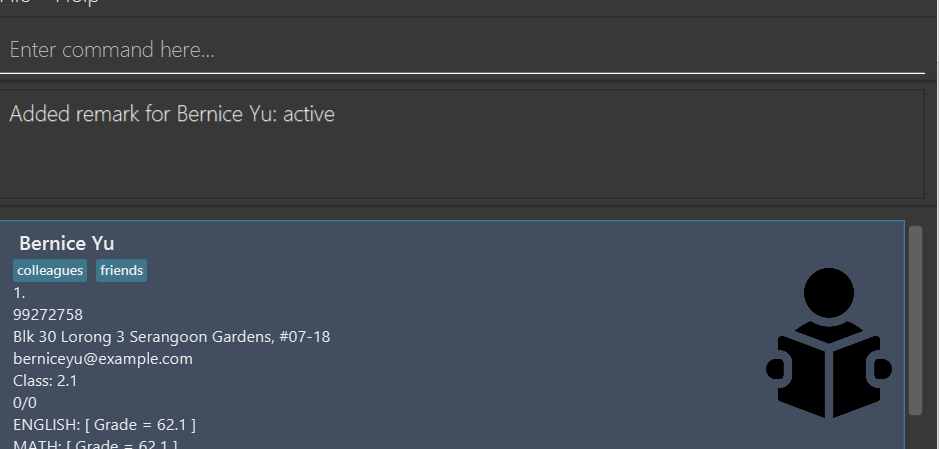 Help
Enter command here...
Added remark for Bernice Yu: active
Bernice Yu
colleagues friends
1.
99272758
Blk 30 Lorong 3 Serangoon Gardens, #07-18
berniceyu@example.com
Class: 2.1
0/0
ENGLISH: [ Grade = 62.1 ]
MATH: [ Grade = 62.1 ]